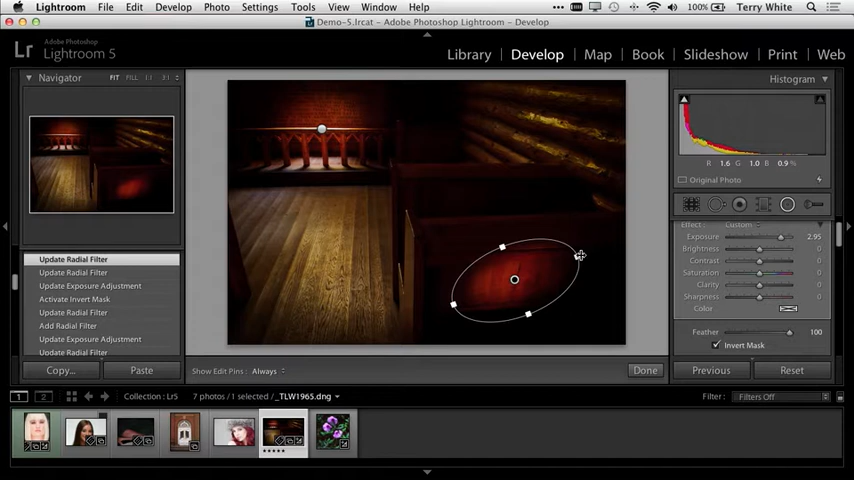 Lightroom File Edit Develop Photo Settings Tools View Window Help 100% Terry White
Demo-5.lrcat – Adobe Photoshop Lightroom – Develop
Lr
Adobe Photoshop
Lightroom 5
Library | Develop | Map | Book | Slideshow | Print | Web
Navigator FIT FILL 1:1 3:1
Histogram
R 1.6 G 1.0 B 0.9 %
Original Photo
Effect : Custom
Exposure 2.95
Brightness 0
Contrast 0
Saturation 0
Clarity 0
Sharpness 0
Color
Feather 100
Invert Mask
Update Radial Filter
Update Radial Filter
Update Exposure Adjustment
Activate Invert Mask
Update Radial Filter
Add Radial Filter
Update Exposure Adjustment
Update Radial Filter
Copy... Paste
Show Edit Pins : Always
Done
Previous Reset
1 2
Collection : Lr5 7 photos / 1 selected / _TLW1965.dng
Filter : Filters Off